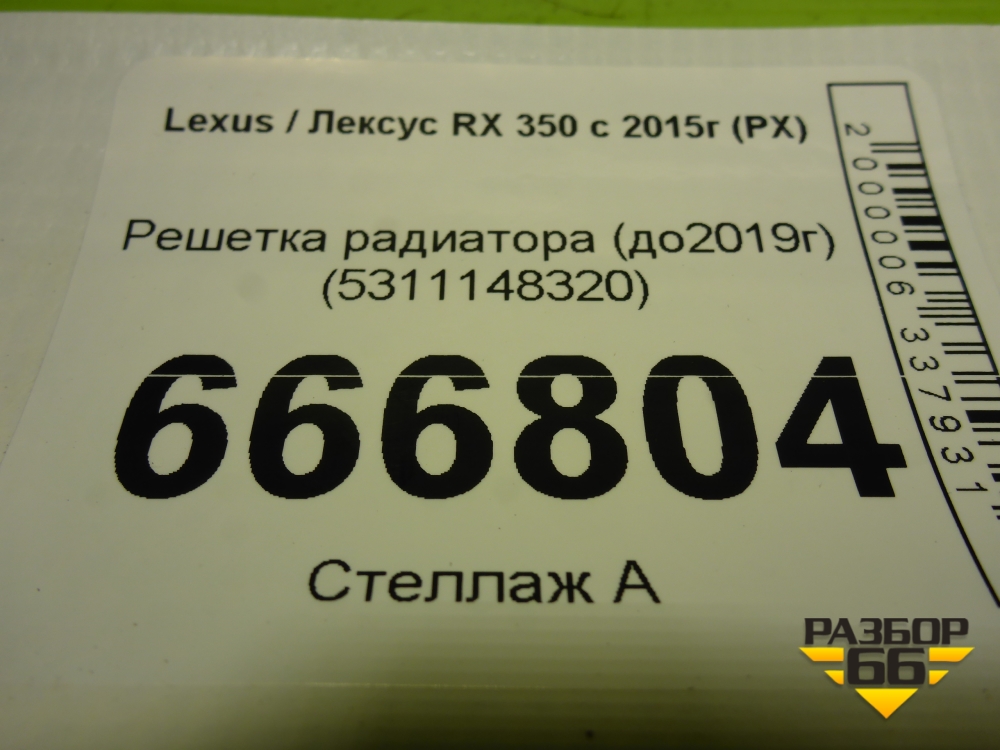 Lexus / Лексус RX 350 с 2015г (РХ)
Решетка радиатора (до2019г)
(5311148320)
666804
Стеллаж А
2000006337931
РАЗБОР
66